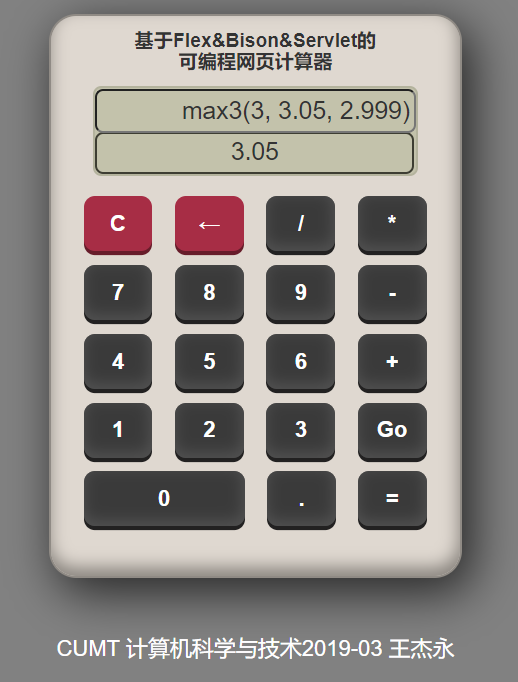 基于Flex&Bison&Servlet的
可编程网页计算器
max3(3, 3.05, 2.999)
3.05
C ← / *
7 8 9 -
4 5 6 +
1 2 3 Go
0 . =
CUMT 计算机科学与技术2019-03 王杰永